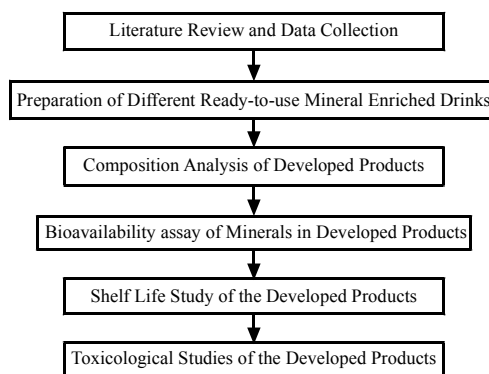 Literature Review and Data Collection
Preparation of Different Ready-to-use Mineral Enriched Drinks
Composition Analysis of Developed Products
Bioavailability assay of Minerals in Developed Products
Shelf Life Study of the Developed Products
Toxicological Studies of the Developed Products